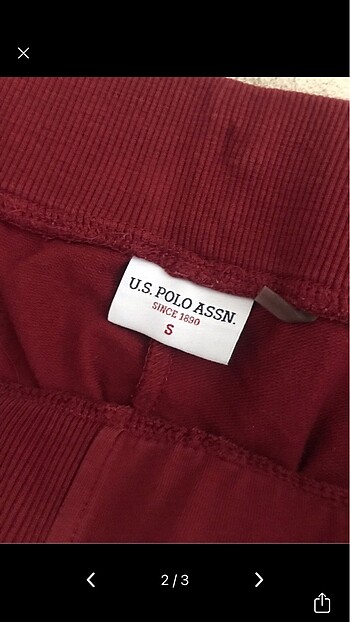 U.S. POLO ASSN.
SINCE 1890
S
2 / 3